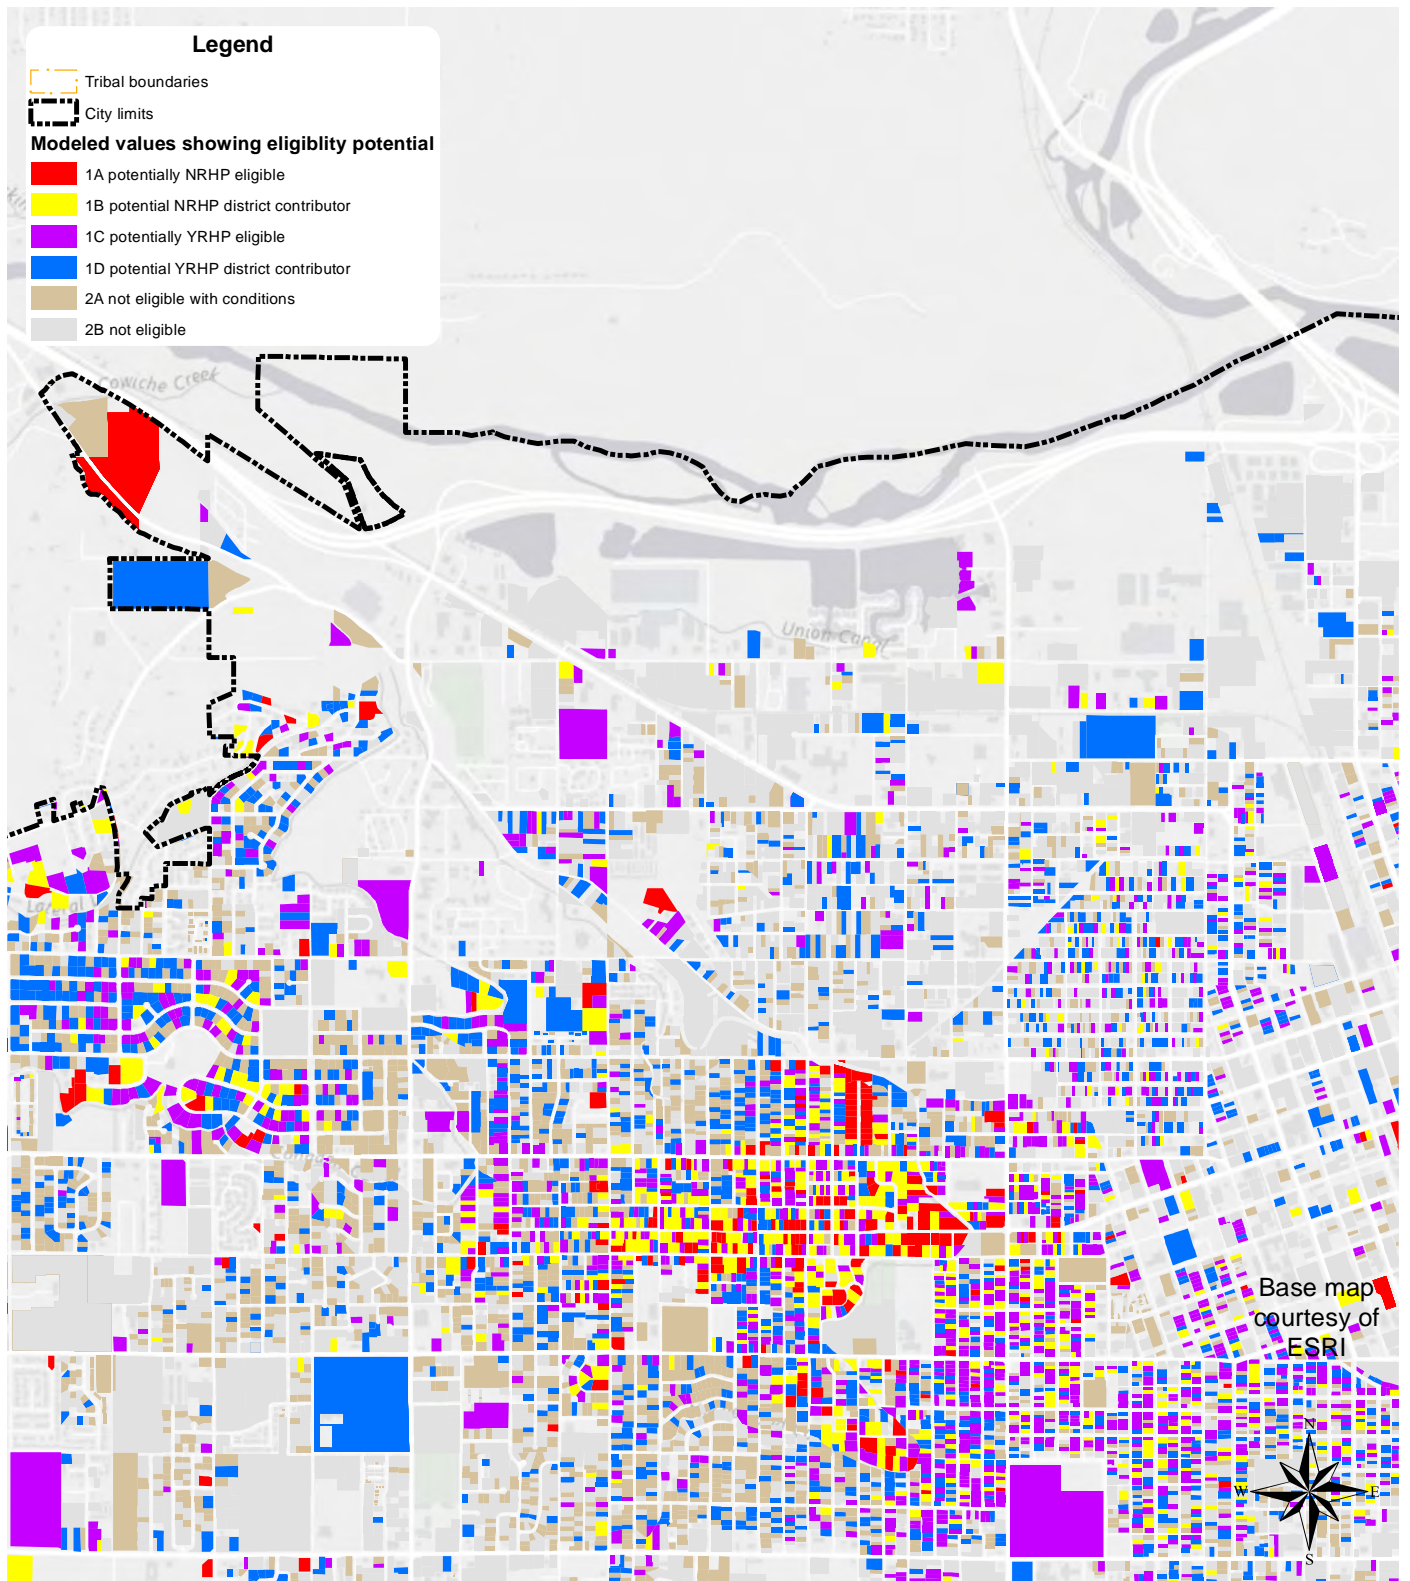 Legend
Tribal boundaries
City limits
Modeled values showing eligiblity potential
1A potentially NRHP eligible
1B potential NRHP district contributor
1C potentially YRHP eligible
1D potential YRHP district contributor
2A not eligible with conditions
2B not eligible
Cowiche Creek
Union Canal
Lateral
Base map
courtesy of
ESRI
N
W
E
S